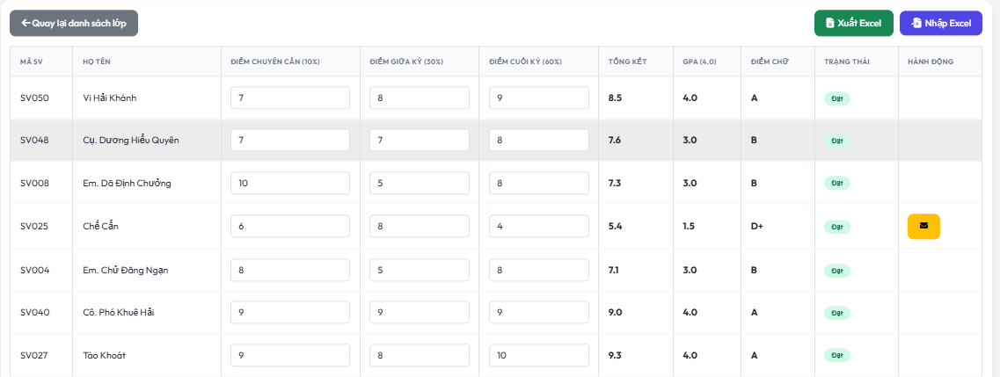 Quay lại danh sách lớp
Xuất Excel
Nhập Excel
MÃ SV HỌ TÊN ĐIỂM CHUYÊN CẦN (10%) ĐIỂM GIỮA KỲ (30%) ĐIỂM CUỐI KỲ (60%) TỔNG KẾT GPA (4.0) ĐIỂM CHỮ TRẠNG THÁI HÀNH ĐỘNG
SV050 Vi Hải Khánh 7 8 9 8.5 4.0 A Đạt
SV048 Cụ. Dương Hiểu Quyên 7 7 8 7.6 3.0 B Đạt
SV008 Em. Dã Định Chưởng 10 5 8 7.3 3.0 B Đạt
SV025 Chế Cẩn 6 8 4 5.4 1.5 D+ Đạt
SV004 Em. Chử Đăng Ngạn 8 5 8 7.1 3.0 B Đạt
SV040 Cô. Phó Khuê Hải 9 9 9 9.0 4.0 A Đạt
SV027 Tào Khoát 9 8 10 9.3 4.0 A Đạt